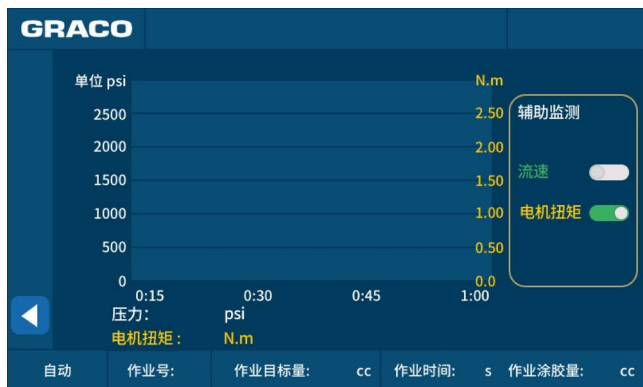 GRACO
单位 psi N.m
2500 2.50 辅助监测
2000 2.00
1500 1.50 流速
1000 1.00 电机扭矩
500 0.50
0 0.0
0:15 0:30 0:45 1:00
压力： psi
电机扭矩： N.m
自动 作业号: 作业目标量: cc 作业时间: s 作业涂胶量: cc